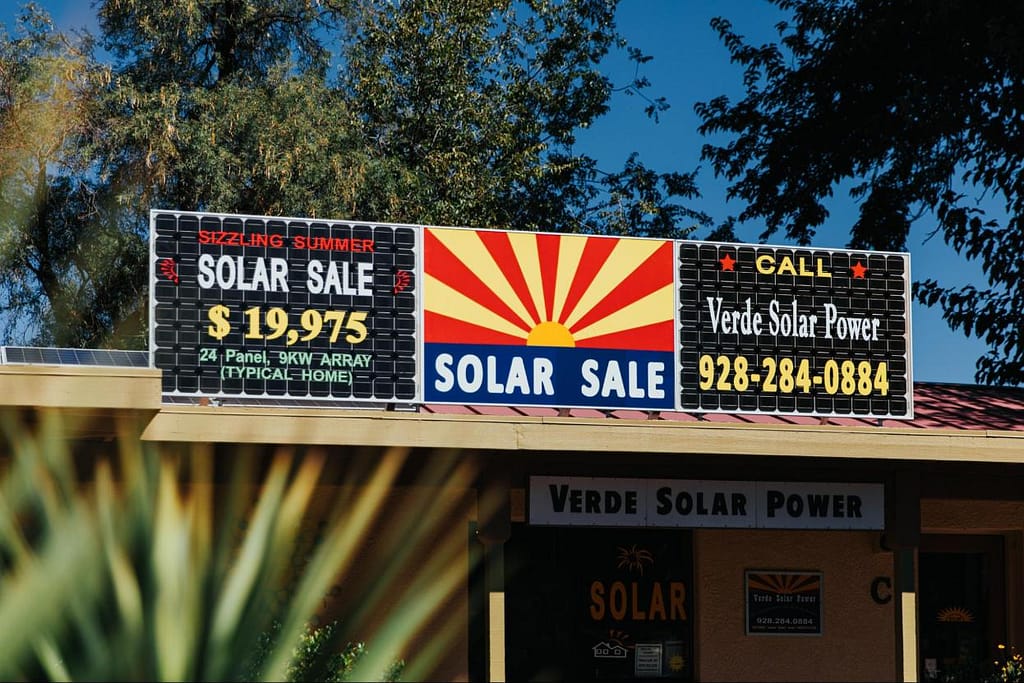 SIZZLING SUMMER
SOLAR SALE
$ 19,975
24 Panel, 9KW ARRAY
(TYPICAL HOME)
SOLAR SALE
CALL
Verde Solar Power
928-284-0884
VERDE SOLAR POWER
SOLAR
Verde Solar Power
928.284.0884
C